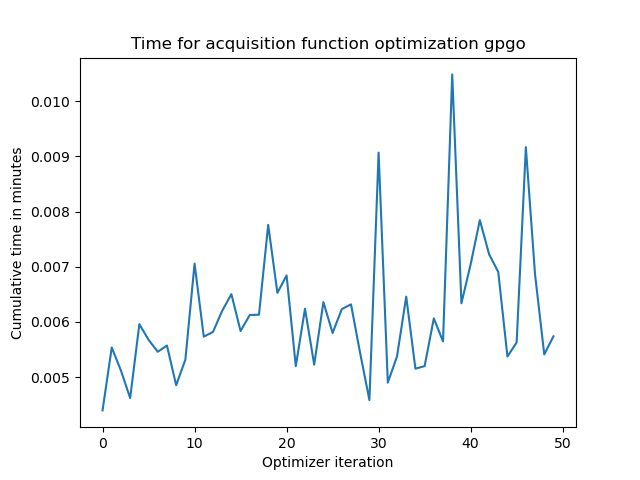 Time for acquisition function optimization gpgo
0.010
0.009
0.008
0.007
0.006
0.005
Cumulative time in minutes
0 10 20 30 40 50
Optimizer iteration